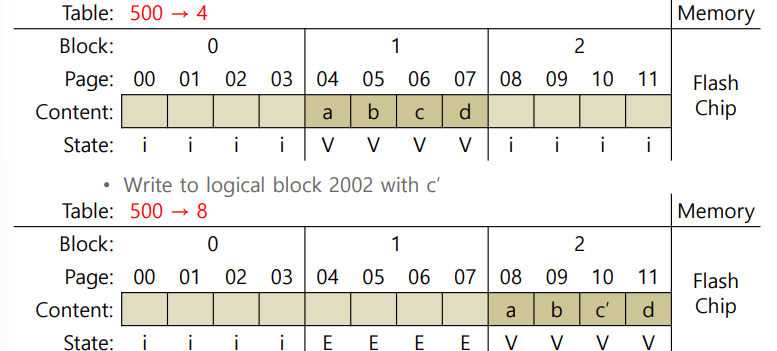 Table: 500 → 4 Memory
Block: 0 1 2
Page: 00 01 02 03 04 05 06 07 08 09 10 11 Flash
Content: a b c d Chip
State: i i i i V V V V i i i i
• Write to logical block 2002 with c′
Table: 500 → 8 Memory
Block: 0 1 2
Page: 00 01 02 03 04 05 06 07 08 09 10 11 Flash
Content: a b c′ d Chip
State: i i i i E E E E V V V V